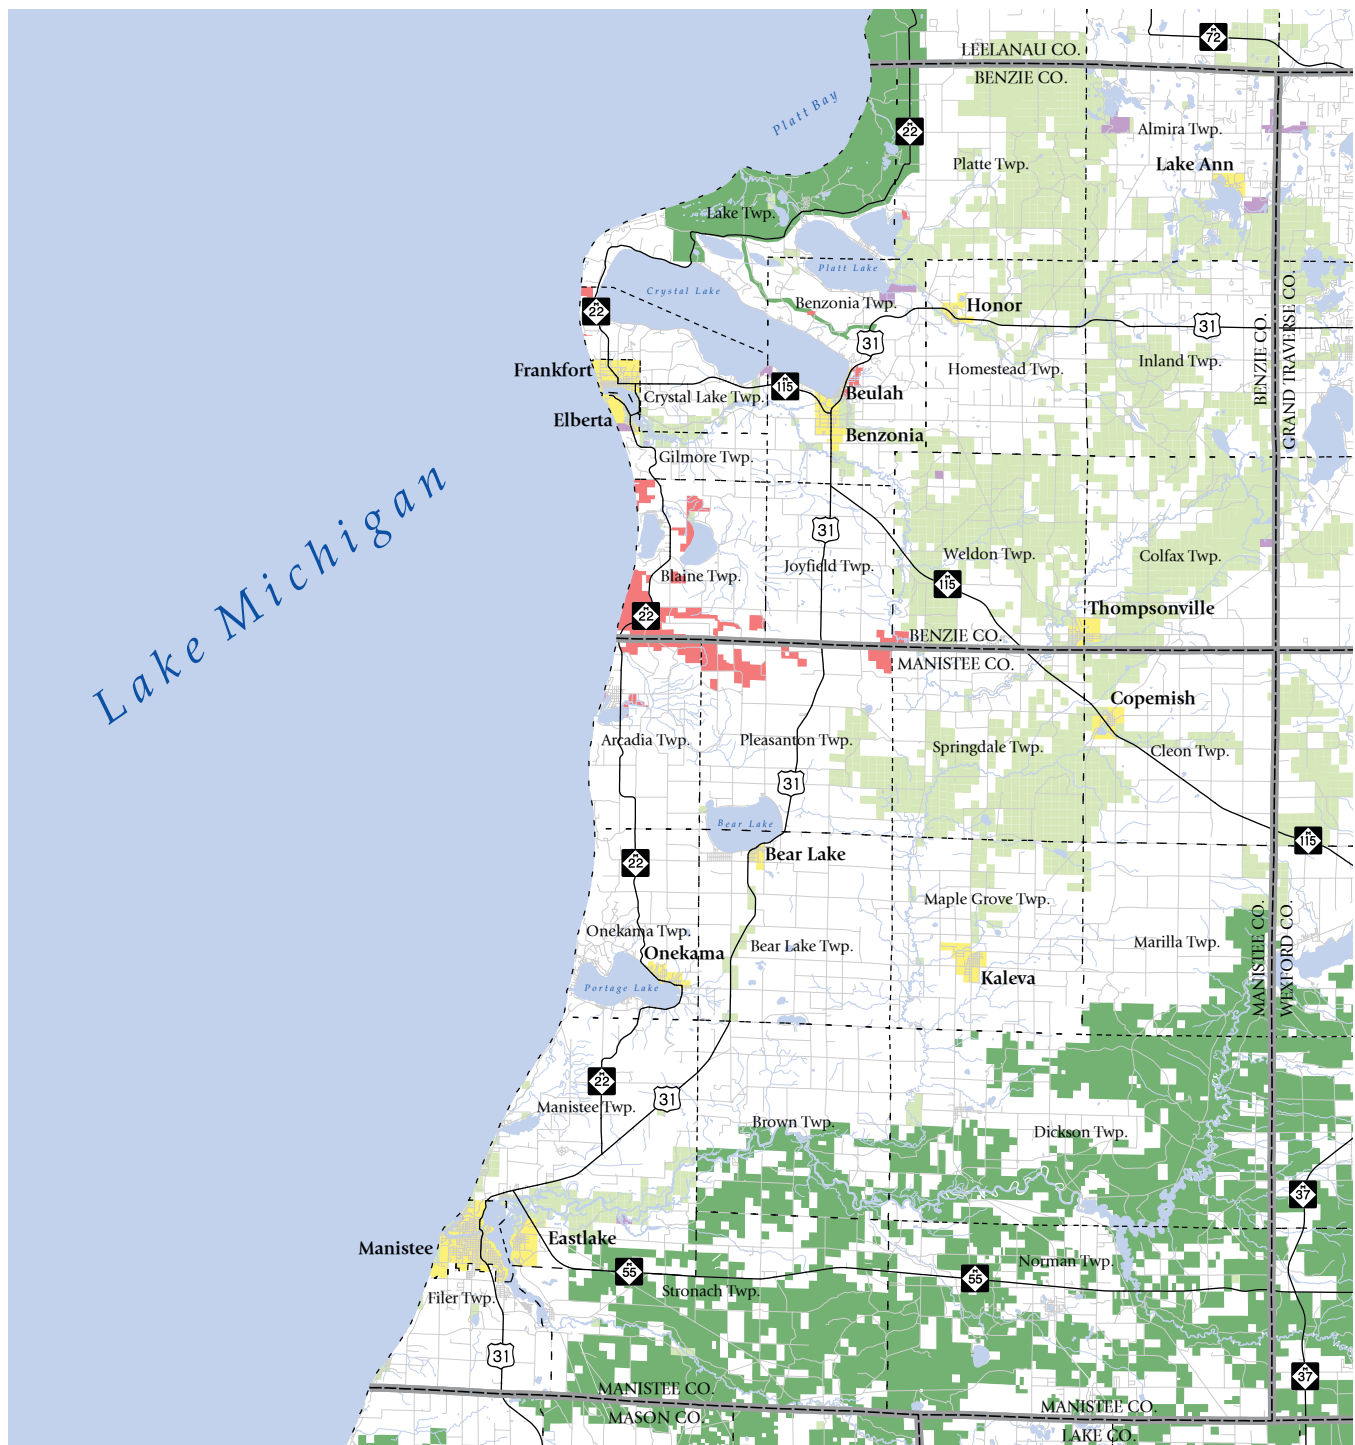 M 72
LEELANAU CO.
BENZIE CO.
Platt Bay
M 22
Almira Twp.
Platte Twp.
Lake Ann
Lake Twp.
Platt Lake
Crystal Lake
Benzonia Twp.
Honor
M 22
31
31
BENZIE CO.
GRAND TRAVERSE CO.
Inland Twp.
Homestead Twp.
Frankfort
M 115
Crystal Lake Twp.
Beulah
Elberta
Benzonia
Gilmore Twp.
Lake Michigan
31
Weldon Twp.
Colfax Twp.
Joyfield Twp.
Blaine Twp.
M 115
Thompsonville
M 22
BENZIE CO.
MANISTEE CO.
Copemish
Arcadia Twp.
Pleasanton Twp.
Springdale Twp.
Cleon Twp.
31
Bear Lake
M 115
Bear Lake
M 22
Maple Grove Twp.
Onekama Twp.
Bear Lake Twp.
Marilla Twp.
Onekama
MANISTEE CO.
WEXFORD CO.
Kaleva
Portage Lake
M 22
31
Manistee Twp.
Brown Twp.
Dickson Twp.
M 37
Eastlake
Manistee
Norman Twp.
M 55
M 55
Stronach Twp.
Filer Twp.
31
M 37
MANISTEE CO.
MASON CO.
MANISTEE CO.
LAKE CO.